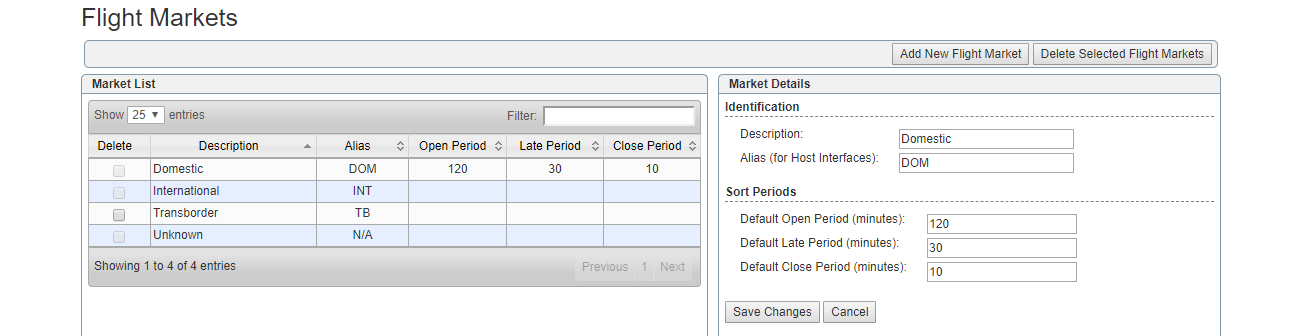 Flight Markets
Add New Flight Market Delete Selected Flight Markets
Market List
Show 25 entries Filter:
Delete Description Alias Open Period Late Period Close Period
Domestic DOM 120 30 10
International INT
Transborder TB
Unknown N/A
Showing 1 to 4 of 4 entries Previous 1 Next
Market Details
Identification
Description: Domestic
Alias (for Host Interfaces): DOM
Sort Periods
Default Open Period (minutes): 120
Default Late Period (minutes): 30
Default Close Period (minutes): 10
Save Changes Cancel